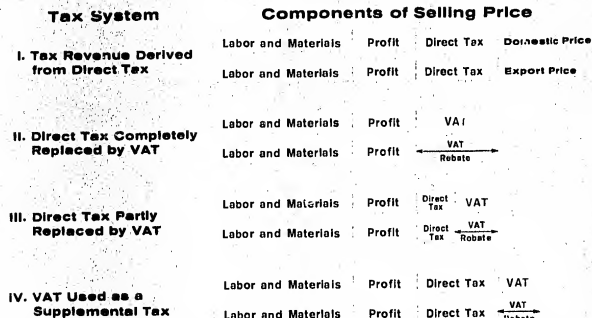 Tax System Components of Selling Price
I. Tax Revenue Derived from Direct Tax
Labor and Materials Profit Direct Tax Domestic Price
Labor and Materials Profit Direct Tax Export Price
II. Direct Tax Completely Replaced by VAT
Labor and Materials Profit VAT
Labor and Materials Profit VAT Rebate
III. Direct Tax Partly Replaced by VAT
Labor and Materials Profit Direct Tax VAT
Labor and Materials Profit Direct Tax VAT Rebate
IV. VAT Used as a Supplemental Tax
Labor and Materials Profit Direct Tax VAT
Labor and Materials Profit Direct Tax VAT Rebate